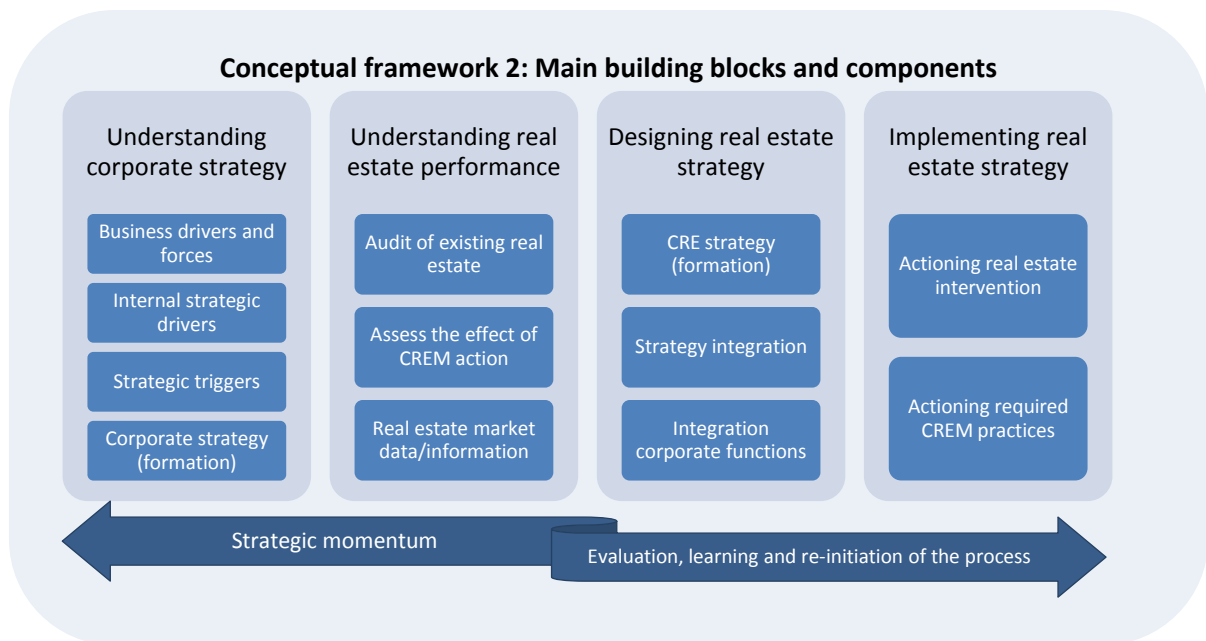 Conceptual framework 2: Main building blocks and components
Understanding
corporate strategy
Business drivers and
forces
Internal strategic
drivers
Strategic triggers
Corporate strategy
(formation)
Understanding real
estate performance
Audit of existing real
estate
Assess the effect of
CREM action
Real estate market
data/information
Designing real estate
strategy
CRE strategy
(formation)
Strategy integration
Integration
corporate functions
Implementing real
estate strategy
Actioning real estate
intervention
Actioning required
CREM practices
Strategic momentum
Evaluation, learning and re-initiation of the process